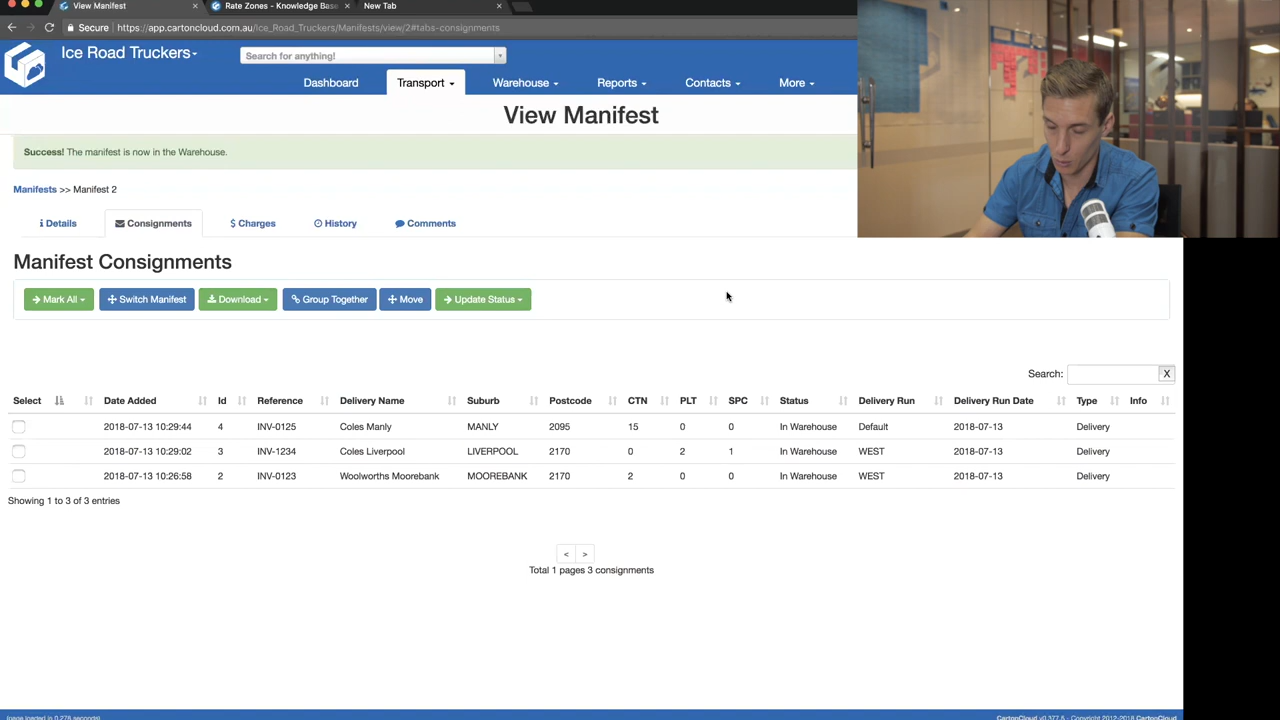 View Manifest
Rate Zones - Knowledge Base
New Tab
Secure https://app.cartoncloud.com.au/Ice_Road_Truckers/Manifests/view/2#tabs-consignments
Ice Road Truckers
Search for anything!
Dashboard Transport Warehouse Reports Contacts More
View Manifest
Success! The manifest is now in the Warehouse.
Manifests >> Manifest 2
Details Consignments $ Charges History Comments
Manifest Consignments
Mark All Switch Manifest Download Group Together Move Update Status
Search: X
Select Date Added Id Reference Delivery Name Suburb Postcode CTN PLT SPC Status Delivery Run Delivery Run Date Type Info
2018-07-13 10:29:44 4 INV-0125 Coles Manly MANLY 2095 15 0 0 In Warehouse Default 2018-07-13 Delivery
2018-07-13 10:29:02 3 INV-1234 Coles Liverpool LIVERPOOL 2170 0 2 1 In Warehouse WEST 2018-07-13 Delivery
2018-07-13 10:26:58 2 INV-0123 Woolworths Moorebank MOOREBANK 2170 2 0 0 In Warehouse WEST 2018-07-13 Delivery
Showing 1 to 3 of 3 entries
< >
Total 1 pages 3 consignments
CartonCloud v0.377.8 - Copyright 2012-2018 CartonCloud